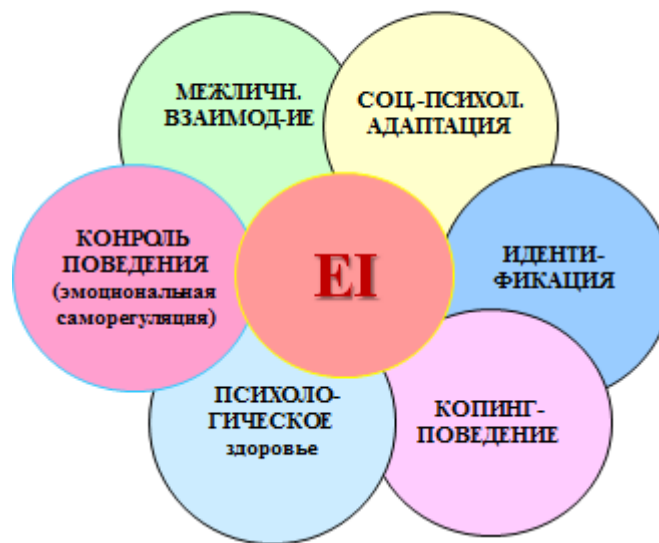 МЕЖЛИЧН.
ВЗАИМОД-ИЕ
СОЦ.-ПСИХОЛ.
АДАПТАЦИЯ
КОНРОЛЬ
ПОВЕДЕНИЯ
(эмоциональная
саморегуляция)
EI
ИДЕНТИ-
ФИКАЦИЯ
ПСИХОЛО-
ГИЧЕСКОЕ
здоровье
КОПИНГ-
ПОВЕДЕНИЕ